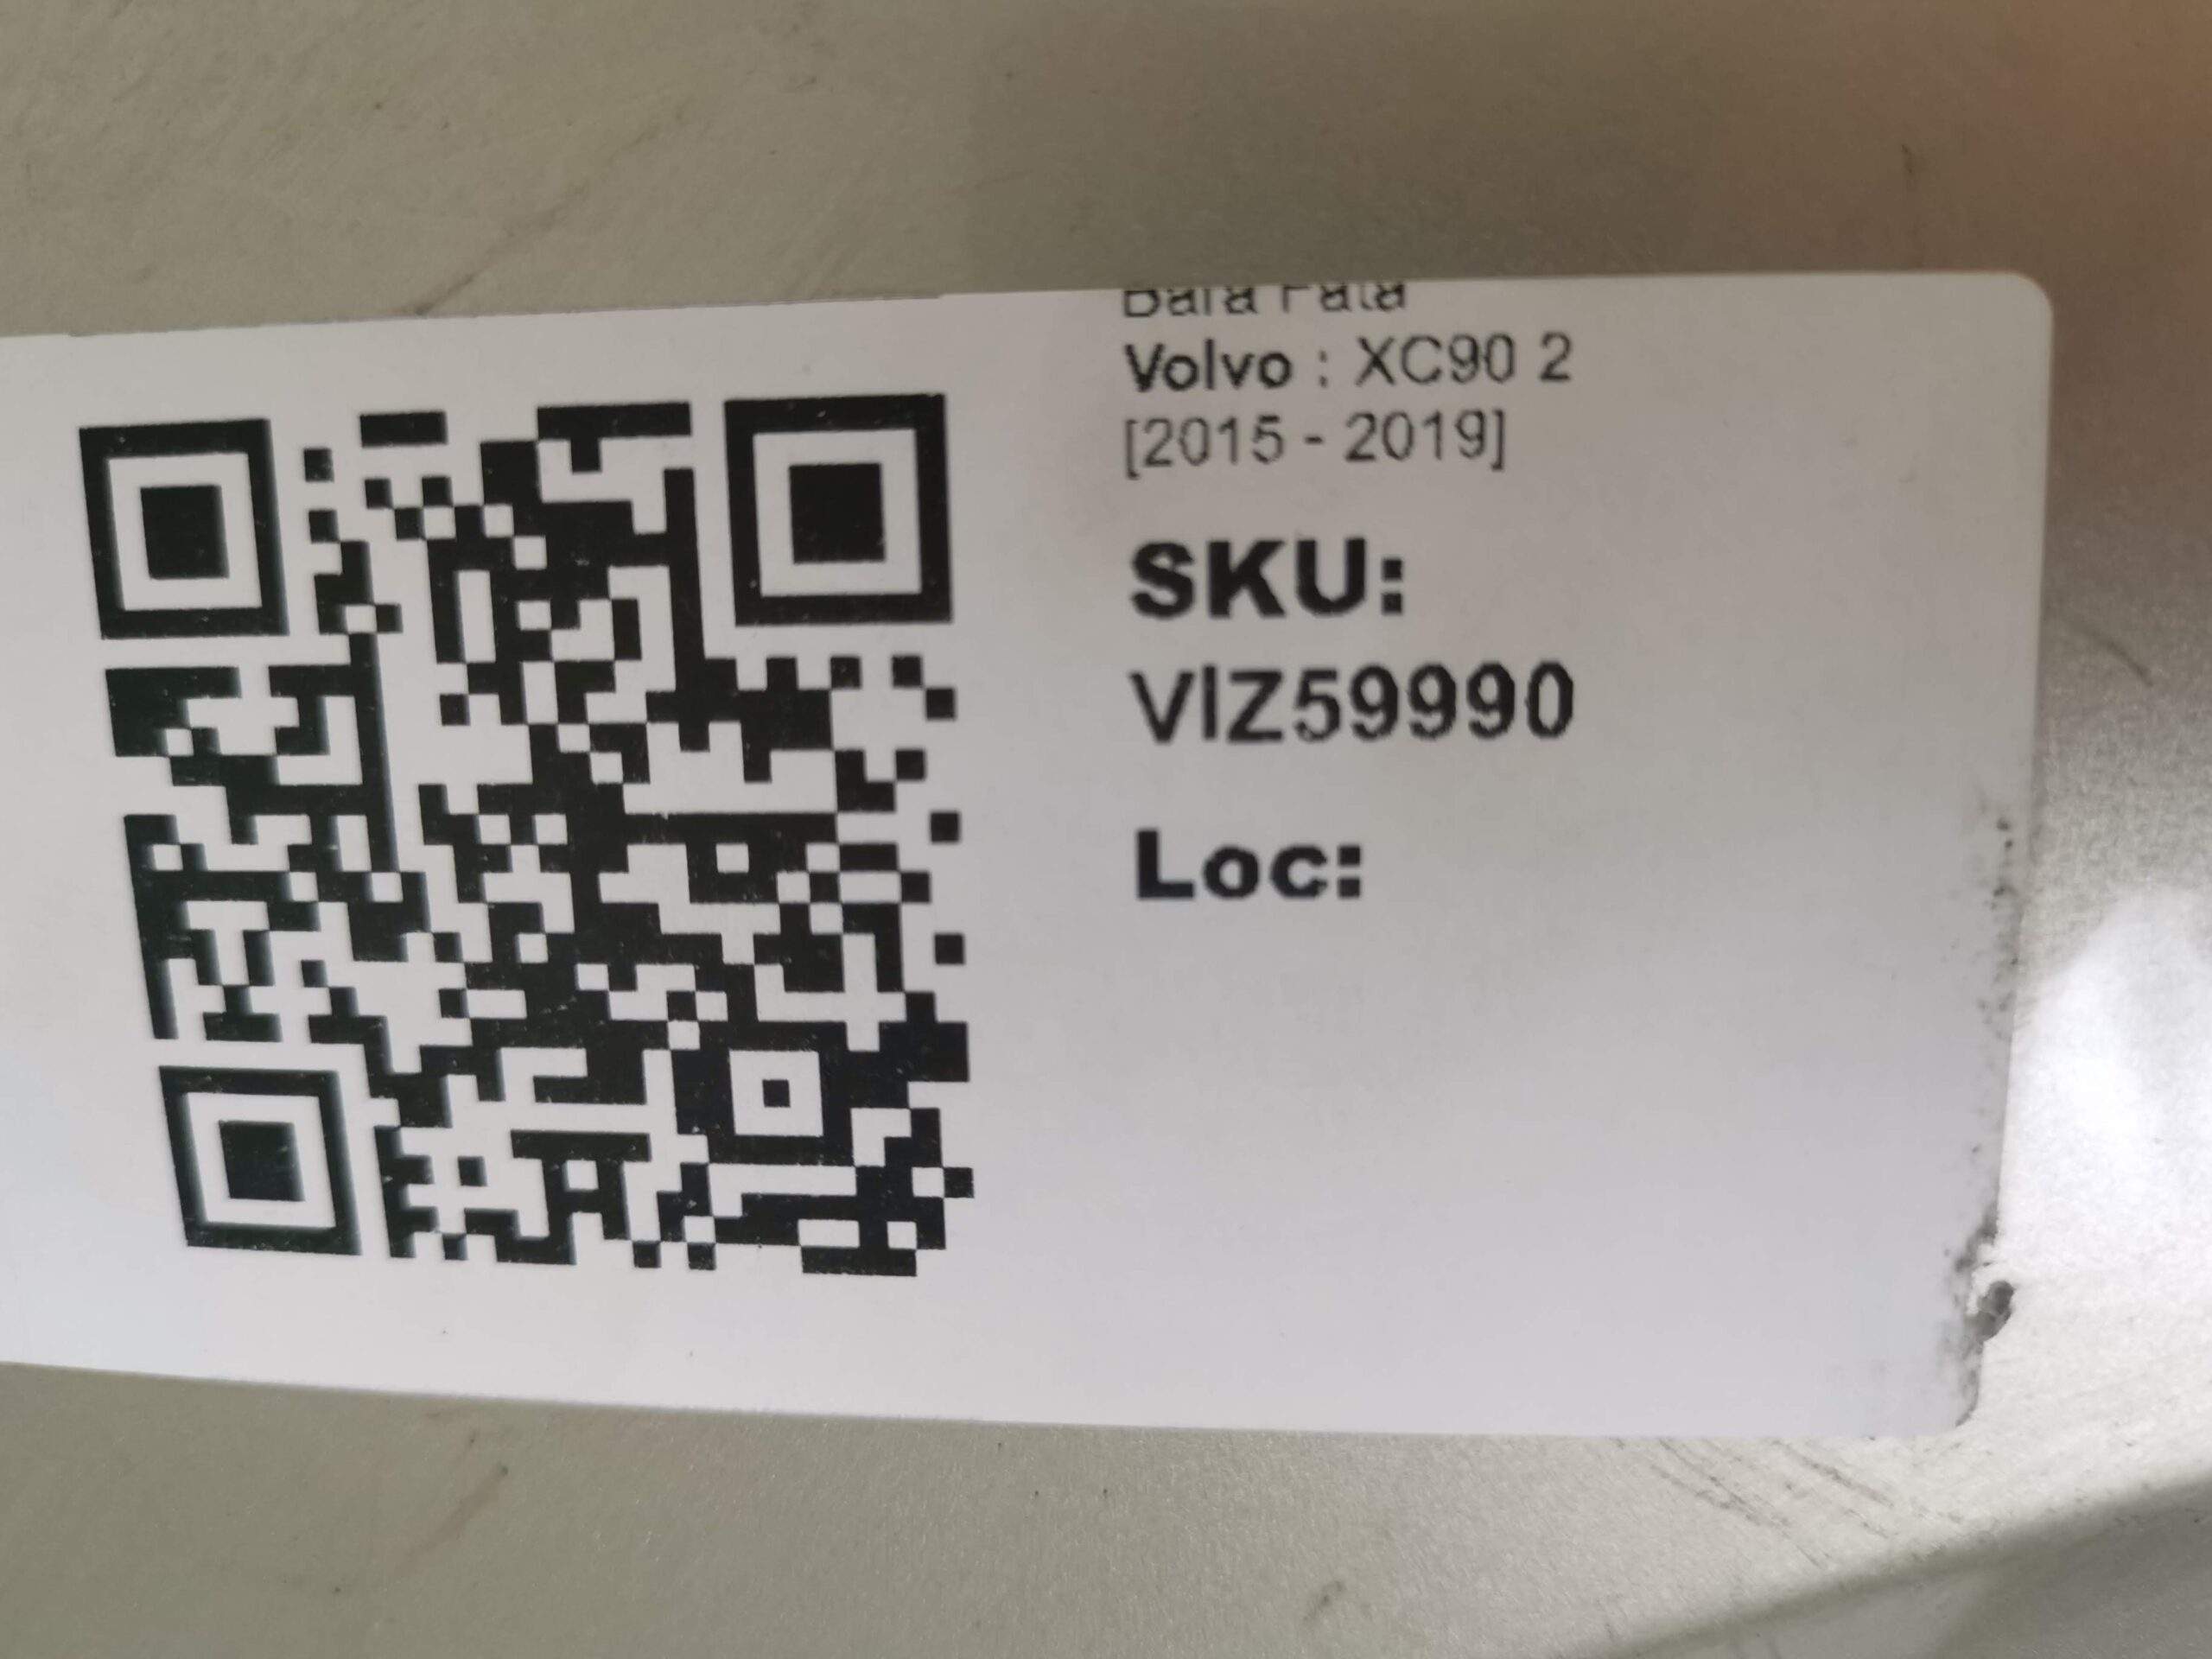 Bara Fata
Volvo : XC90 2
[2015 - 2019]
SKU:
VIZ59990
Loc: